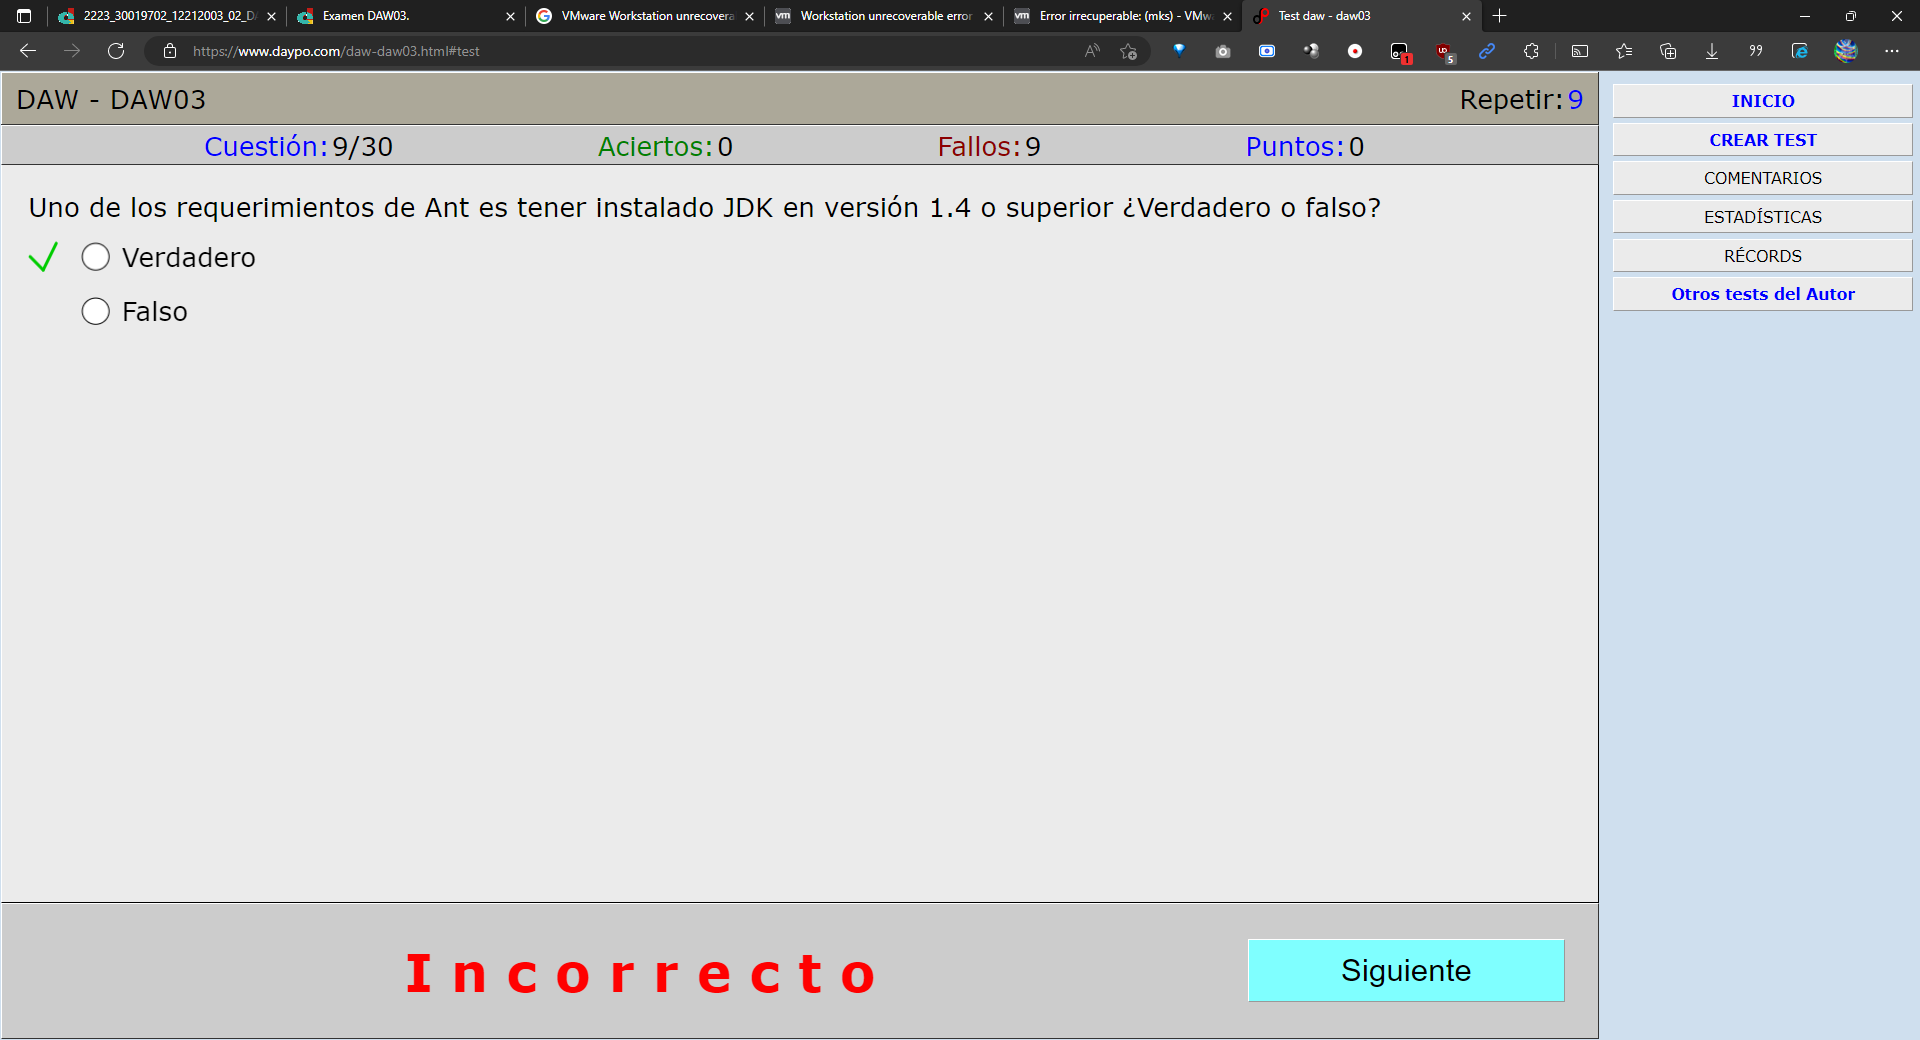 2223_30019702_12212003_02_D
Examen DAW03.
VMware Workstation unrecovera
Workstation unrecoverable error
Error irrecuperable: (mks) - VMw
Test daw - daw03
https://www.daypo.com/daw-daw03.html#test
1
5
DAW - DAW03
Repetir: 9
Cuestión: 9/30
Aciertos: 0
Fallos: 9
Puntos: 0
Uno de los requerimientos de Ant es tener instalado JDK en versión 1.4 o superior ¿Verdadero o falso?
Verdadero
Falso
Incorrecto
Siguiente
INICIO
CREAR TEST
COMENTARIOS
ESTADÍSTICAS
RÉCORDS
Otros tests del Autor